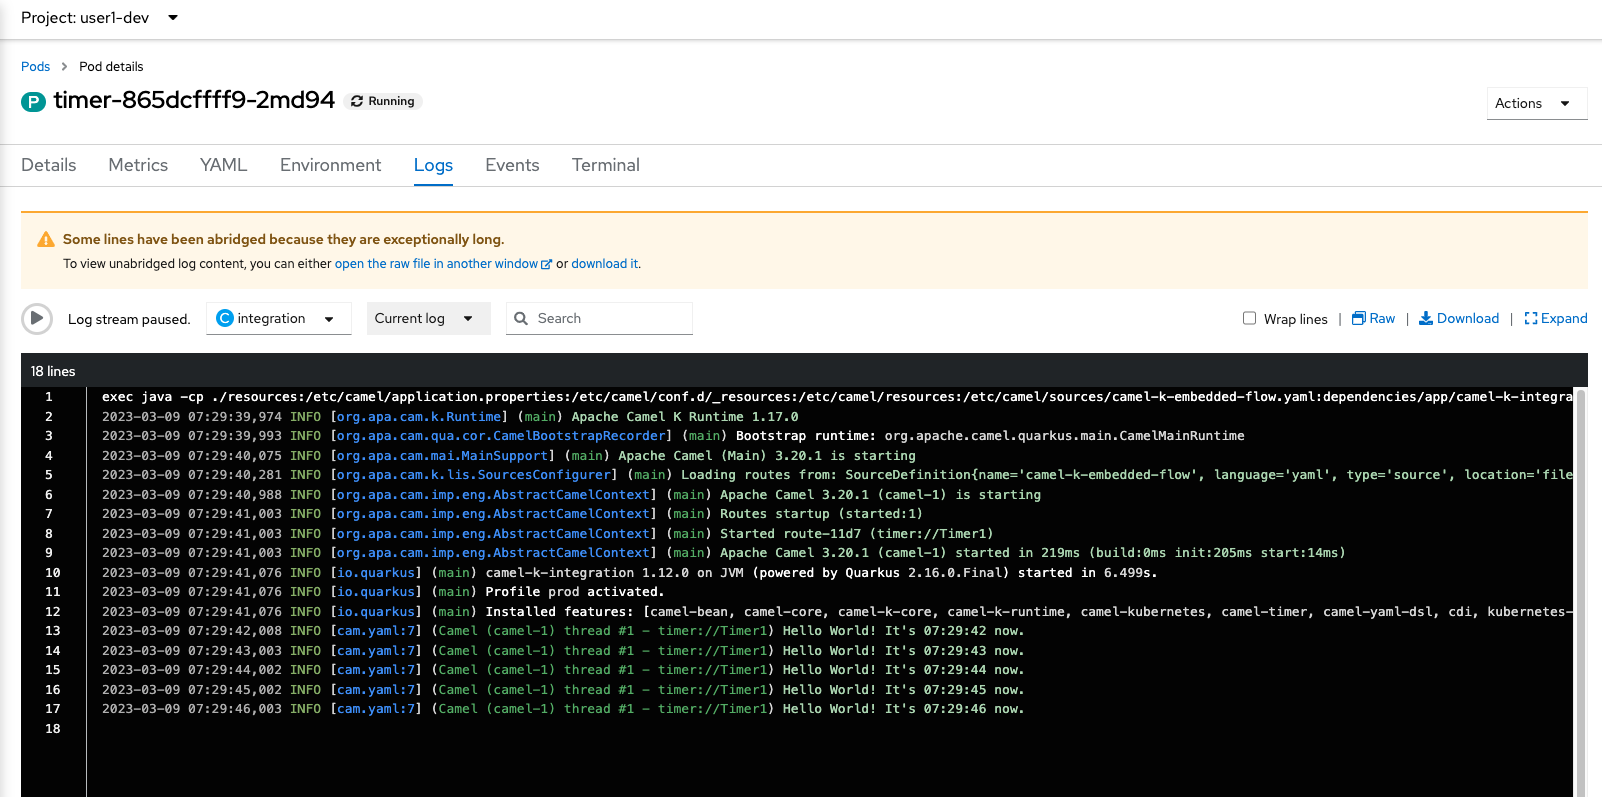 Project: user1-dev
Pods > Pod details
P timer-865dcffff9-2md94 Running
Actions
Details Metrics YAML Environment Logs Events Terminal
Some lines have been abridged because they are exceptionally long.
To view unabridged log content, you can either open the raw file in another window or download it.
Log stream paused. C integration Current log Search Wrap lines | Raw | Download | Expand
18 lines
1 exec java -cp ./resources:/etc/camel/application.properties:/etc/camel/conf.d/_resources:/etc/camel/resources:/etc/camel/sources/camel-k-embedded-flow.yaml:dependencies/app/camel-k-integra
2 2023-03-09 07:29:39,974 INFO [org.apa.cam.k.Runtime] (main) Apache Camel K Runtime 1.17.0
3 2023-03-09 07:29:39,993 INFO [org.apa.cam.qua.cor.CamelBootstrapRecorder] (main) Bootstrap runtime: org.apache.camel.quarkus.main.CamelMainRuntime
4 2023-03-09 07:29:40,075 INFO [org.apa.cam.mai.MainSupport] (main) Apache Camel (Main) 3.20.1 is starting
5 2023-03-09 07:29:40,281 INFO [org.apa.cam.k.lis.SourcesConfigurer] (main) Loading routes from: SourceDefinition{name='camel-k-embedded-flow', language='yaml', type='source', location='file
6 2023-03-09 07:29:40,988 INFO [org.apa.cam.imp.eng.AbstractCamelContext] (main) Apache Camel 3.20.1 (camel-1) is starting
7 2023-03-09 07:29:41,003 INFO [org.apa.cam.imp.eng.AbstractCamelContext] (main) Routes startup (started:1)
8 2023-03-09 07:29:41,003 INFO [org.apa.cam.imp.eng.AbstractCamelContext] (main) Started route-11d7 (timer://Timer1)
9 2023-03-09 07:29:41,003 INFO [org.apa.cam.imp.eng.AbstractCamelContext] (main) Apache Camel 3.20.1 (camel-1) started in 219ms (build:0ms init:205ms start:14ms)
10 2023-03-09 07:29:41,076 INFO [io.quarkus] (main) camel-k-integration 1.12.0 on JVM (powered by Quarkus 2.16.0.Final) started in 6.499s.
11 2023-03-09 07:29:41,076 INFO [io.quarkus] (main) Profile prod activated.
12 2023-03-09 07:29:41,076 INFO [io.quarkus] (main) Installed features: [camel-bean, camel-core, camel-k-core, camel-k-runtime, camel-kubernetes, camel-timer, camel-yaml-dsl, cdi, kubernetes-
13 2023-03-09 07:29:42,008 INFO [cam.yaml:7] (Camel (camel-1) thread #1 - timer://Timer1) Hello World! It's 07:29:42 now.
14 2023-03-09 07:29:43,003 INFO [cam.yaml:7] (Camel (camel-1) thread #1 - timer://Timer1) Hello World! It's 07:29:43 now.
15 2023-03-09 07:29:44,002 INFO [cam.yaml:7] (Camel (camel-1) thread #1 - timer://Timer1) Hello World! It's 07:29:44 now.
16 2023-03-09 07:29:45,002 INFO [cam.yaml:7] (Camel (camel-1) thread #1 - timer://Timer1) Hello World! It's 07:29:45 now.
17 2023-03-09 07:29:46,003 INFO [cam.yaml:7] (Camel (camel-1) thread #1 - timer://Timer1) Hello World! It's 07:29:46 now.
18